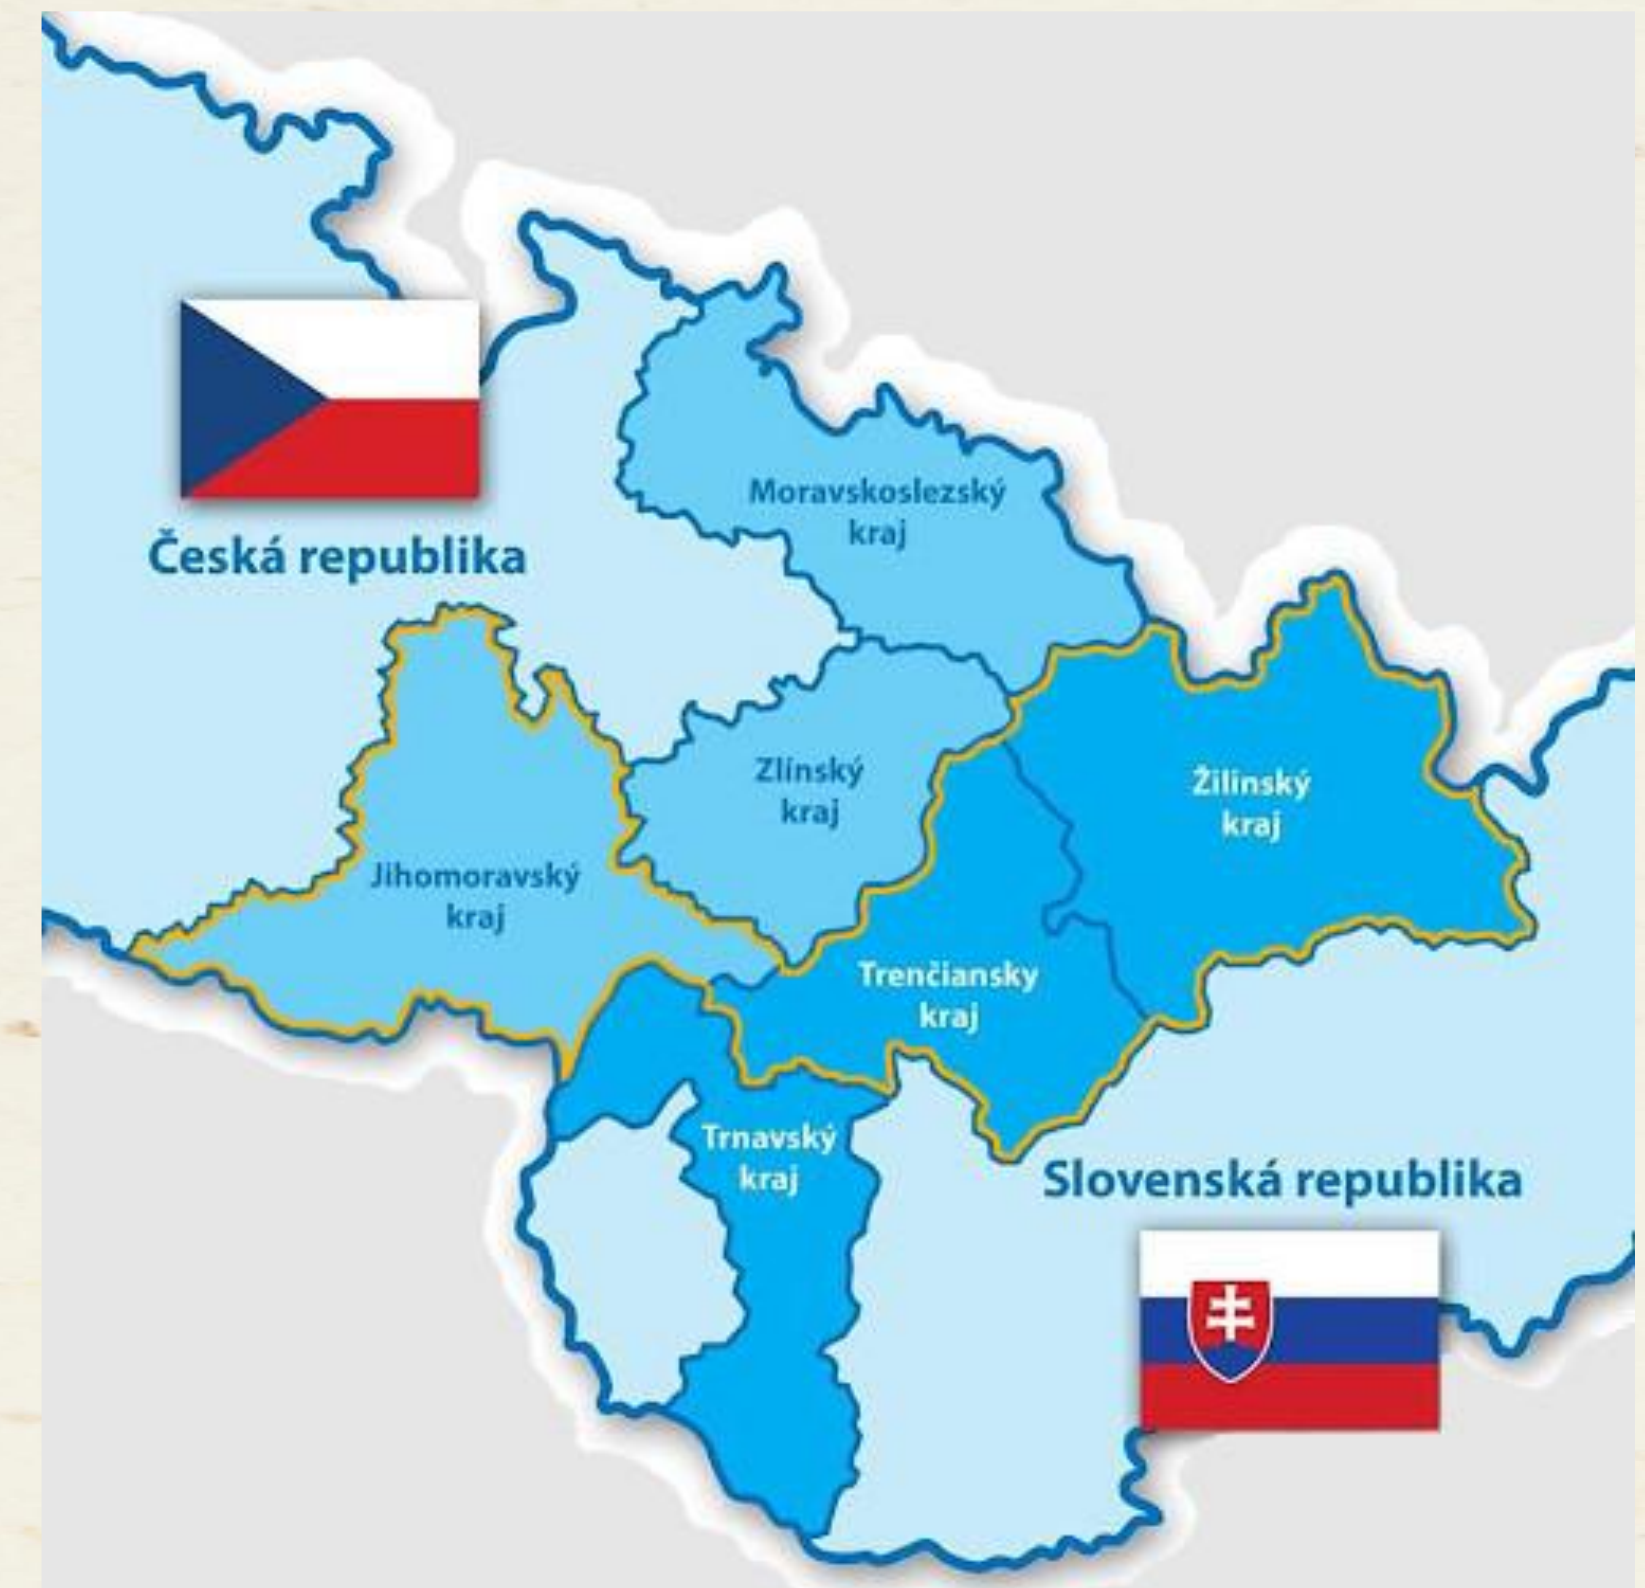 Moravskoslezský
kraj
Česká republika
Zlínský
kraj
Žilinský
kraj
Jihomoravský
kraj
Trenčiansky
kraj
Trnavský
kraj
Slovenská republika